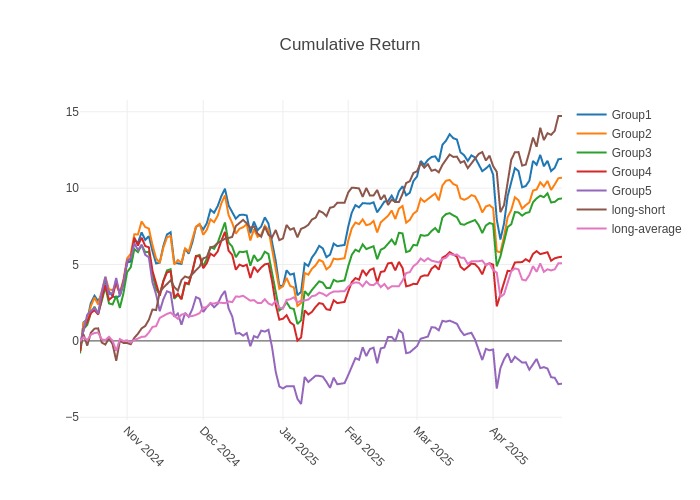 Cumulative Return
15
10
5
0
−5
Nov 2024
Dec 2024
Jan 2025
Feb 2025
Mar 2025
Apr 2025
Group1
Group2
Group3
Group4
Group5
long-short
long-average